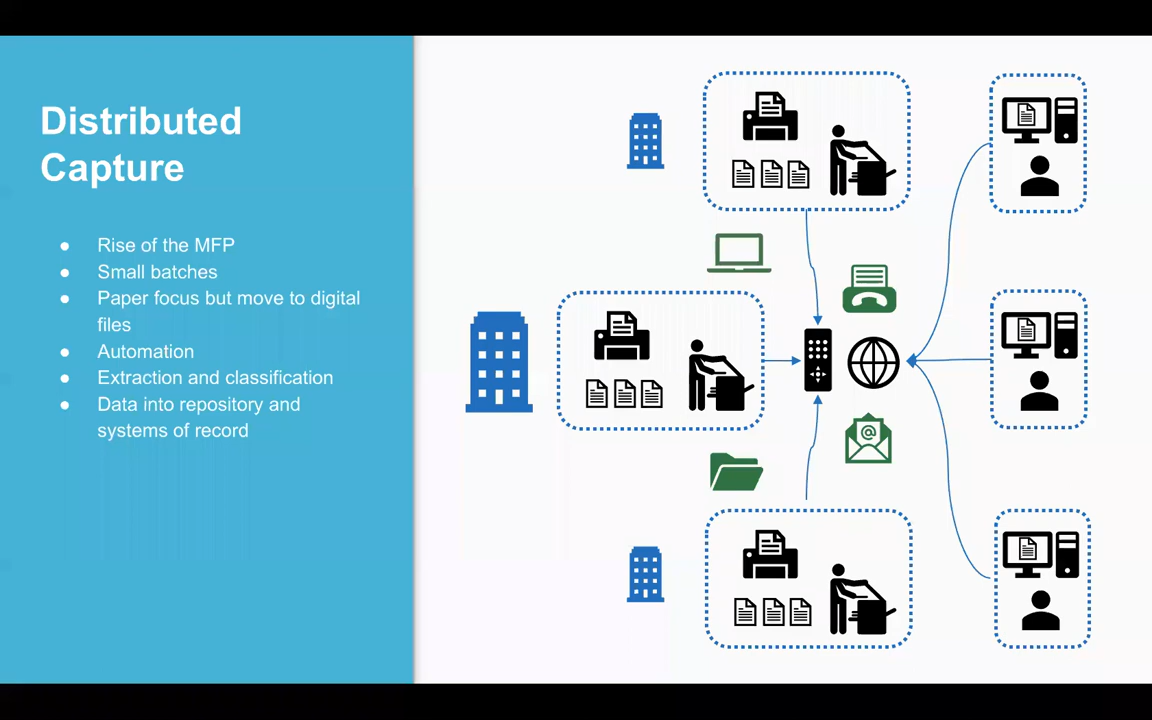 Distributed
Capture
● Rise of the MFP
● Small batches
● Paper focus but move to digital
files
● Automation
● Extraction and classification
● Data into repository and
systems of record
@